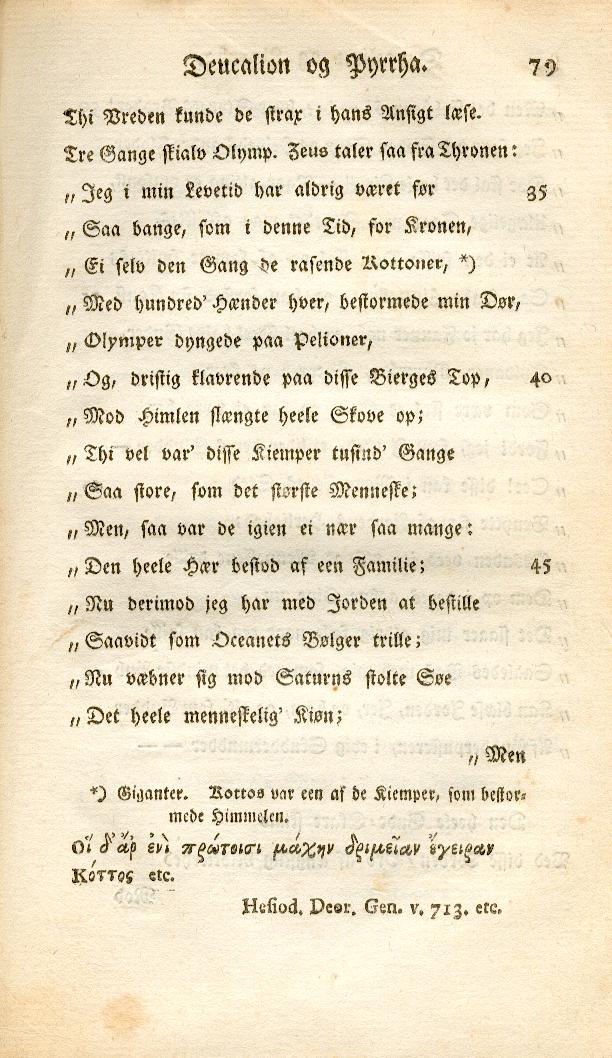 Deucalion og Pyrrha. 79
Thi Vreden kunde de strax i hans Ansigt læse.
Tre Gange skialv Olymp. Zeus taler saa fra Thronen:
„Jeg i min Levetid har aldrig været før 35
„Saa bange, som i denne Tid, for Kronen,
„Ei selv den Gang de rasende Kottoner, *)
„Med hundred' Hænder hver, bestormede min Dør,
„Olymper dyngede paa Pelioner,
„Og, dristig klavrende paa disse Bierges Top, 40
„Mod Himlen slængte heele Skove op;
„Thi vel var' disse Kiemper tusind' Gange
„Saa store, som det største Menneske;
„Men, saa var de igien ei nær saa mange:
„Den heele Hær bestod af een Familie; 45
„Nu derimod jeg har med Jorden at bestille
„Saavidt som Oceanets Bølger trille;
„Nu væbner sig mod Saturns stolte Søe
„Det heele menneskelig' Kiøn;
„Men
*) Giganter. Kottos var een af de Kiemper, som bestor-
mede Himmelen.
Οἵ δ' ἄρ ἐνὶ πρώτοισι μάχην δριμεῖαν ἔγειραν
Κόττος etc.
Hesiod. Deor. Gen. v. 713. etc.